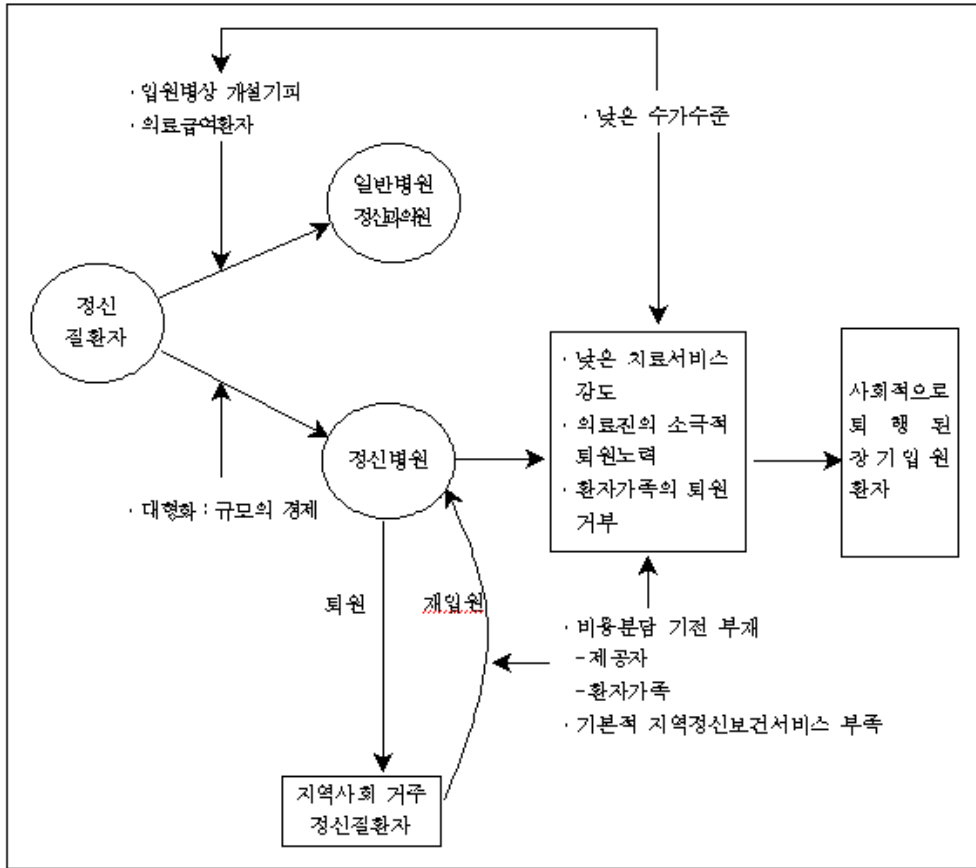 · 입원병상 개설기피
· 의료급여환자
· 낮은 수가수준
일반병원
정신과의원
정신
질환자
· 낮은 치료서비스
강도
· 의료진의 소극적
퇴원노력
· 환자가족의 퇴원
거부
사회적으로
퇴 행 된
장기입원
환자
정신병원
· 대형화 : 규모의 경제
퇴원
재입원
· 비용분담 기전 부재
-제공자
-환자가족
· 기본적 지역정신보건서비스 부족
지역사회 거주
정신질환자